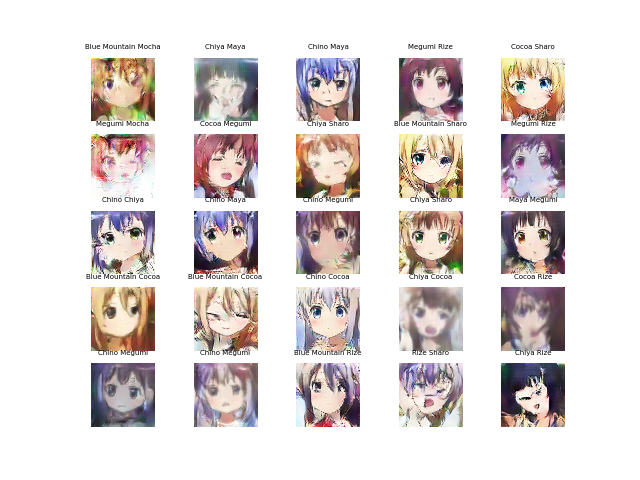 Blue Mountain Mocha
Chiya Maya
Chino Maya
Megumi Rize
Cocoa Sharo
Megumi Mocha
Cocoa Megumi
Chiya Sharo
Blue Mountain Sharo
Megumi Rize
Chino Chiya
Chino Maya
Chino Megumi
Chiya Sharo
Maya Megumi
Blue Mountain Cocoa
Blue Mountain Cocoa
Chino Cocoa
Chiya Cocoa
Cocoa Rize
Chino Megumi
Chino Megumi
Blue Mountain Rize
Rize Sharo
Chiya Rize